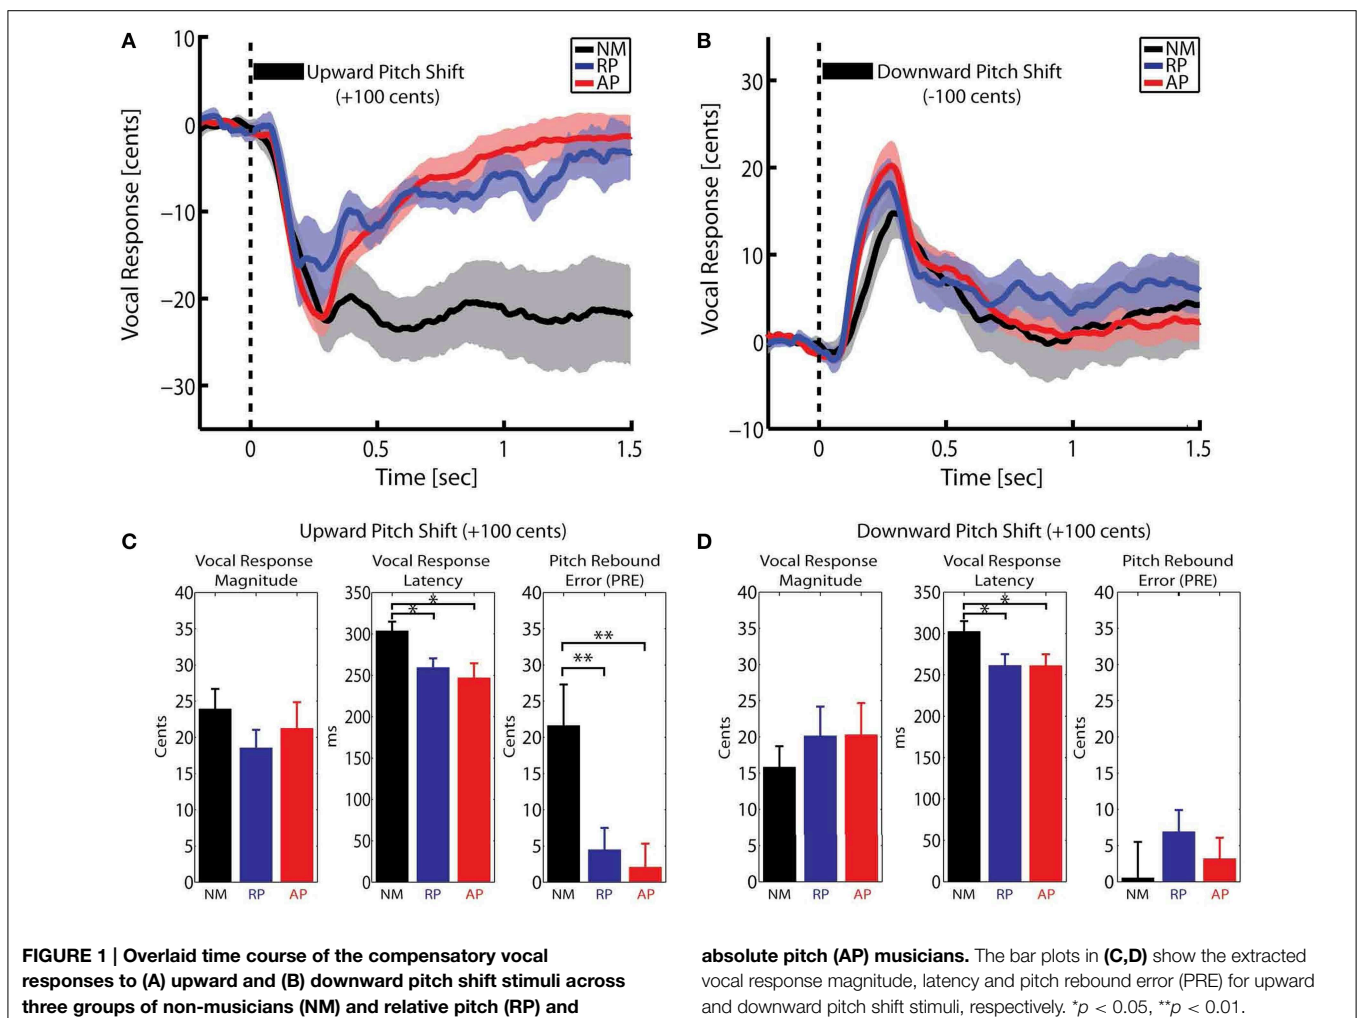 A
10
0
−10
−20
−30
Vocal Response [cents]
NM
RP
AP
Upward Pitch Shift
(+100 cents)
0
0.5
1
1.5
Time [sec]
B
30
20
10
0
−10
Vocal Response [cents]
NM
RP
AP
Downward Pitch Shift
(-100 cents)
0
0.5
1
1.5
Time [sec]
C
Upward Pitch Shift (+100 cents)
Vocal Response
Magnitude
40
35
30
25
20
15
10
5
0
Cents
NM RP AP
Vocal Response
Latency
350
300
250
200
150
100
50
0
ms
* *
NM RP AP
Pitch Rebound
Error (PRE)
40
35
30
25
20
15
10
5
0
Cents
**
**
NM RP AP
D
Downward Pitch Shift (+100 cents)
Vocal Response
Magnitude
40
35
30
25
20
15
10
5
0
Cents
NM RP AP
Vocal Response
Latency
350
300
250
200
150
100
50
0
ms
* *
NM RP AP
Pitch Rebound
Error (PRE)
40
35
30
25
20
15
10
5
0
Cents
NM RP AP
FIGURE 1 | Overlaid time course of the compensatory vocal
responses to (A) upward and (B) downward pitch shift stimuli across
three groups of non-musicians (NM) and relative pitch (RP) and
absolute pitch (AP) musicians. The bar plots in (C,D) show the extracted
vocal response magnitude, latency and pitch rebound error (PRE) for upward
and downward pitch shift stimuli, respectively. *p < 0.05, **p < 0.01.